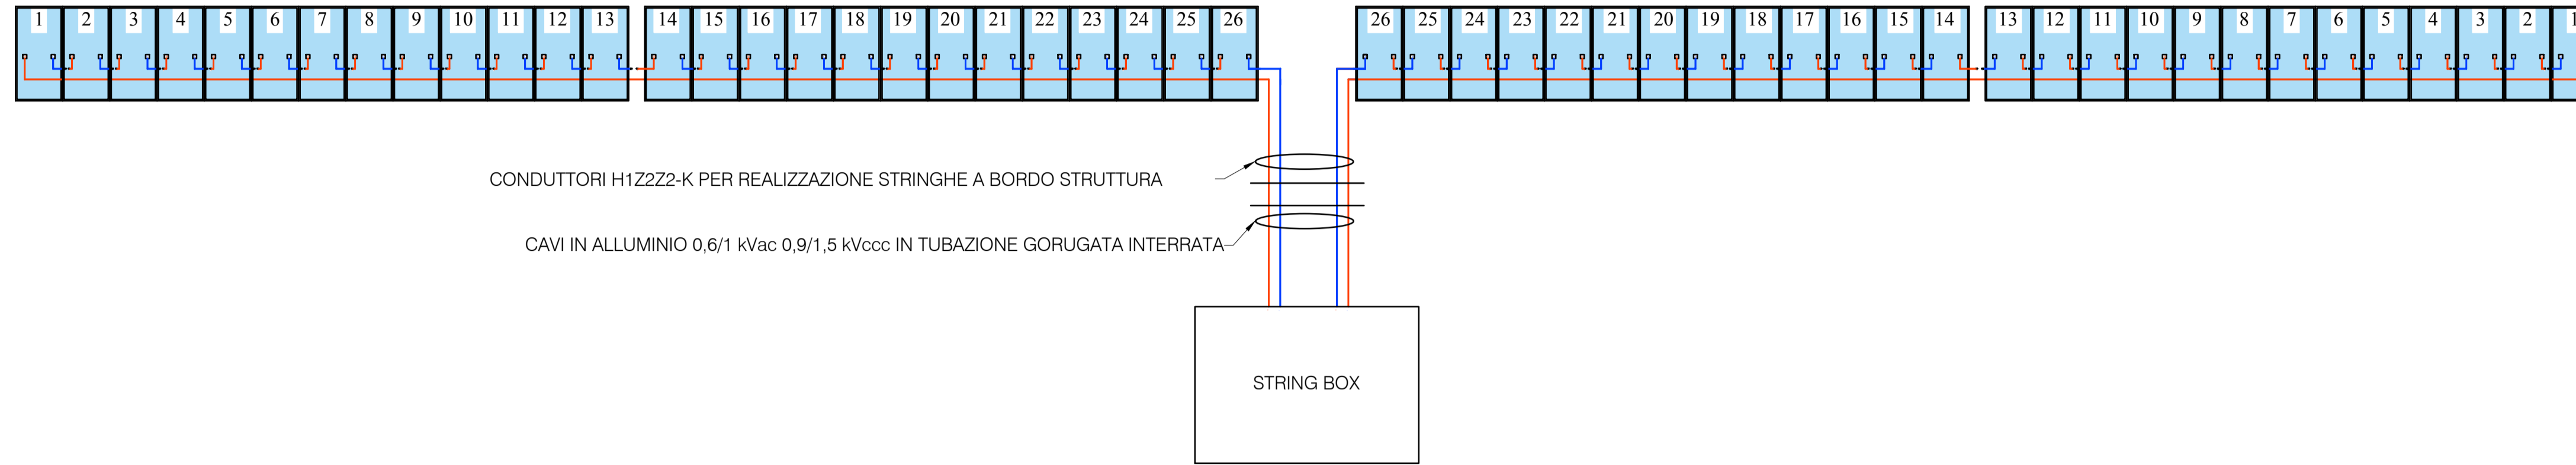 1 2 3 4 5 6 7 8 9 10 11 12 13 14 15 16 17 18 19 20 21 22 23 24 25 26 26 25 24 23 22 21 20 19 18 17 16 15 14 13 12 11 10 9 8 7 6 5 4 3 2 1
CONDUTTORI H1Z2Z2-K PER REALIZZAZIONE STRINGHE A BORDO STRUTTURA
CAVI IN ALLUMINIO 0,6/1 kVac 0,9/1,5 kVccc IN TUBAZIONE GORUGATA INTERRATA
STRING BOX